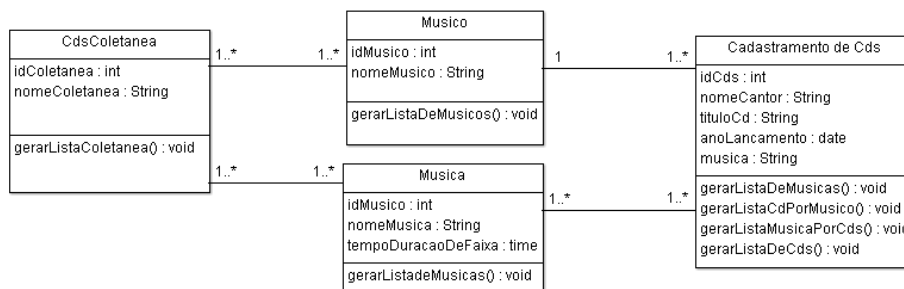 CdsColetanea
idColetanea : int
nomeColetanea : String
gerarListaColetanea() : void
1..*
1..*
1..*
1..*
Musico
idMusico : int
nomeMusico : String
gerarListaDeMusicos() : void
Musica
idMusico : int
nomeMusica : String
tempoDuracaoDeFaixa : time
gerarListadeMusicas() : void
1
1..*
1..*
1..*
Cadastramento de Cds
idCds : int
nomeCantor : String
tituloCd : String
anoLancamento : date
musica : String
gerarListaDeMusicas() : void
gerarListaCdPorMusico() : void
gerarListaMusicaPorCds() : void
gerarListaDeCds() : void